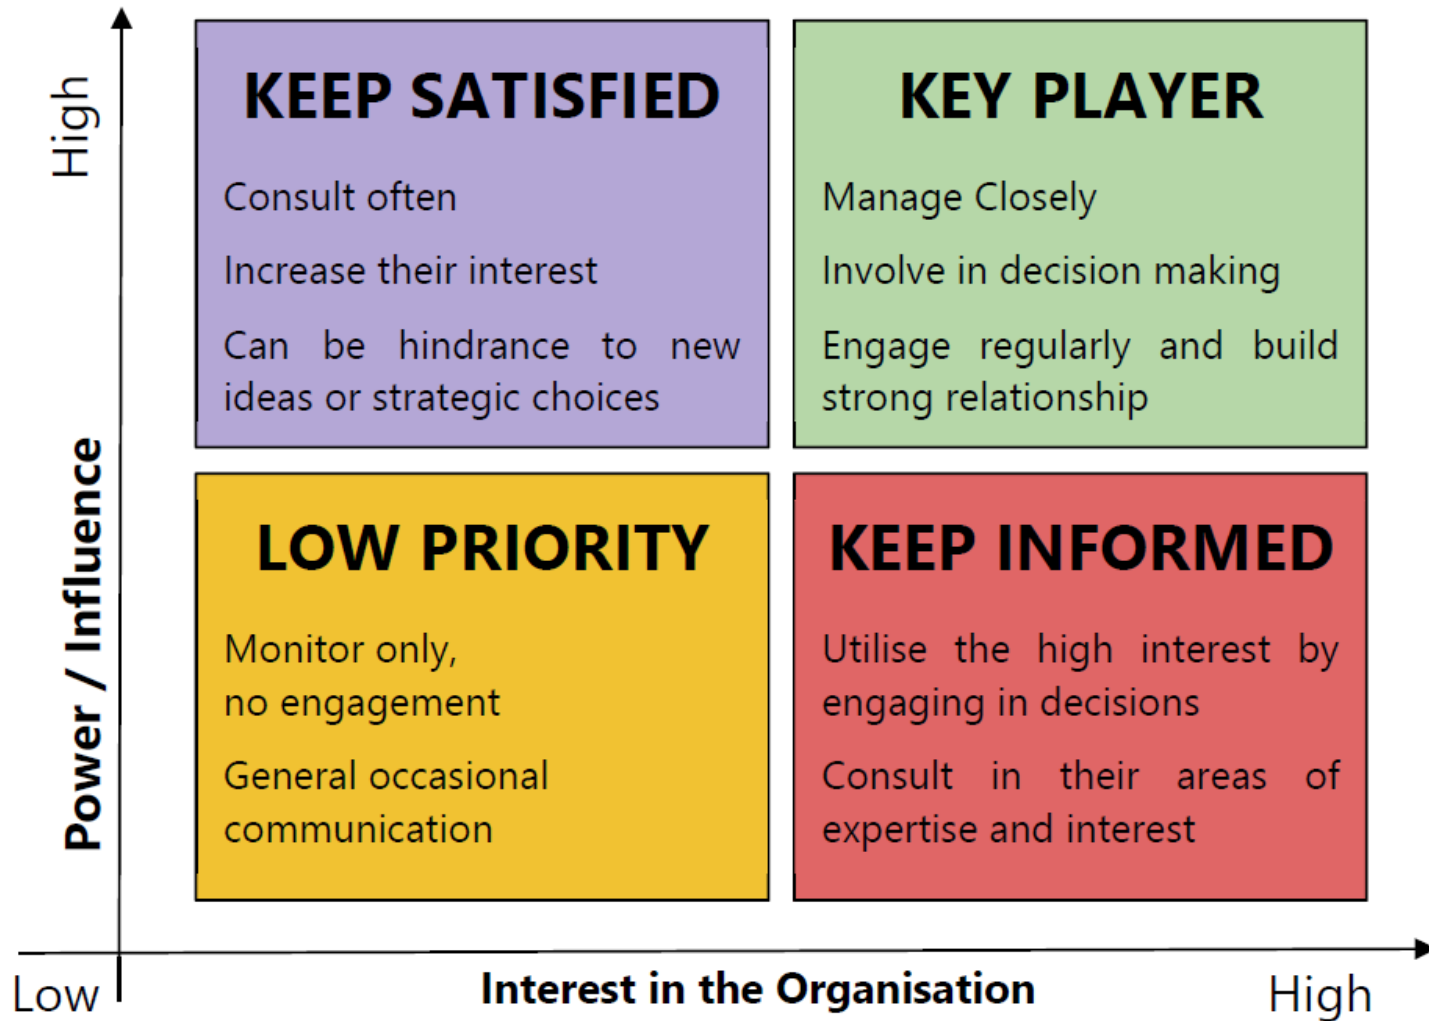 High
Power / Influence
KEEP SATISFIED
Consult often
Increase their interest
Can be hindrance to new
ideas or strategic choices
KEY PLAYER
Manage Closely
Involve in decision making
Engage regularly and build
strong relationship
LOW PRIORITY
Monitor only,
no engagement
General occasional
communication
KEEP INFORMED
Utilise the high interest by
engaging in decisions
Consult in their areas of
expertise and interest
Low
Interest in the Organisation
High